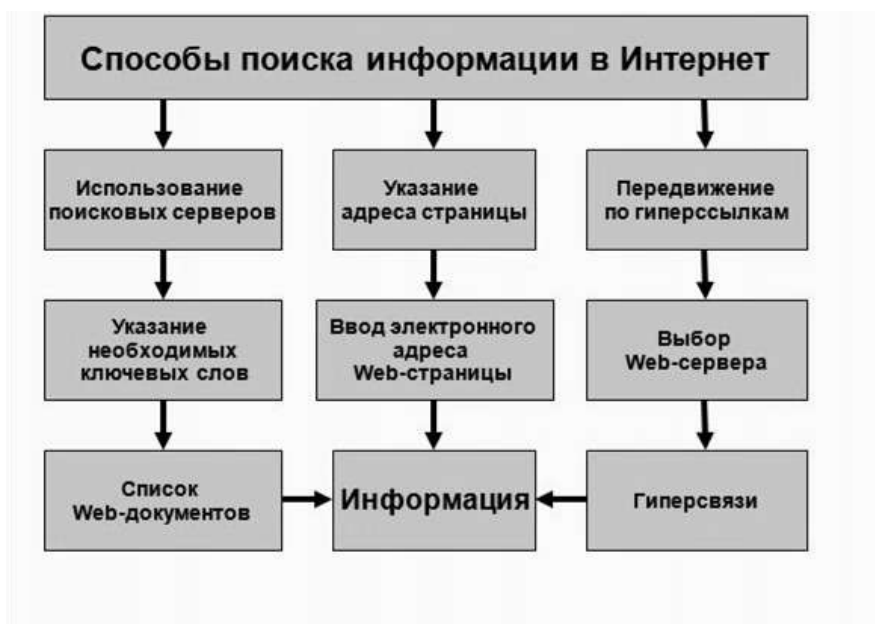 Способы поиска информации в Интернет
Использование
поисковых серверов
Указание
адреса страницы
Передвижение
по гиперссылкам
Указание
необходимых
ключевых слов
Ввод электронного
адреса
Web-страницы
Выбор
Web-сервера
Список
Web-документов
Информация
Гиперсвязи